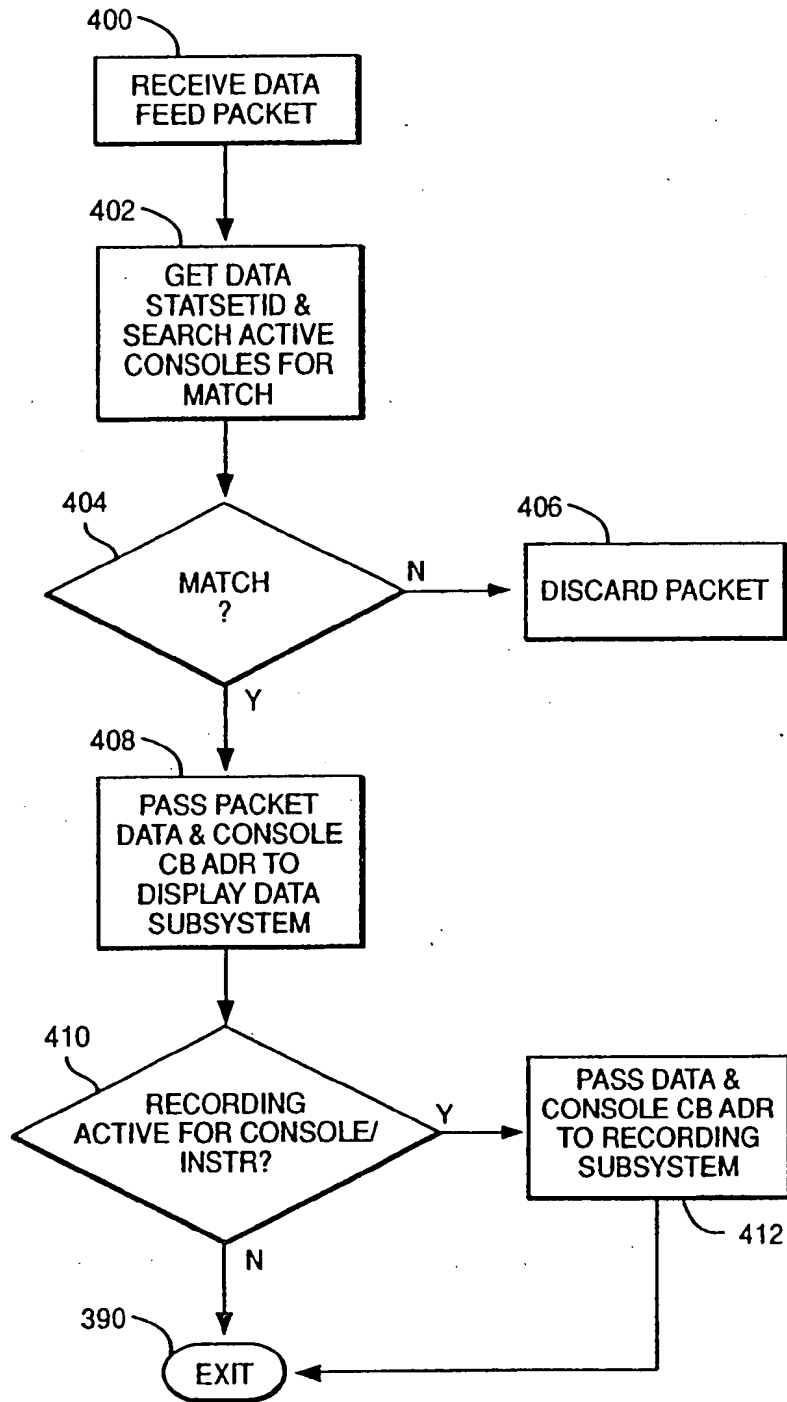 400
RECEIVE DATA
FEED PACKET
402
GET DATA
STATSETID &
SEARCH ACTIVE
CONSOLES FOR
MATCH
404
MATCH
?
N
406
DISCARD PACKET
Y
408
PASS PACKET
DATA & CONSOLE
CB ADR TO
DISPLAY DATA
SUBSYSTEM
410
RECORDING
ACTIVE FOR CONSOLE/
INSTR?
Y
PASS DATA &
CONSOLE CB ADR
TO RECORDING
SUBSYSTEM
412
N
390
EXIT